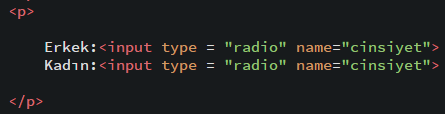 <p>
Erkek:<input type = "radio" name="cinsiyet">
Kadın:<input type = "radio" name="cinsiyet">
</p>